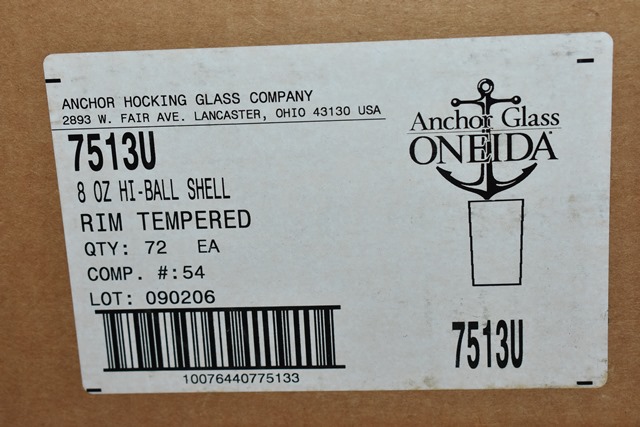 ANCHOR HOCKING GLASS COMPANY
2893 W. FAIR AVE. LANCASTER, OHIO 43130 USA
7513U
8 OZ HI-BALL SHELL
RIM TEMPERED
QTY: 72 EA
COMP. #:54
LOT: 090206
10076440775133
Anchor Glass
ONEIDA
7513U